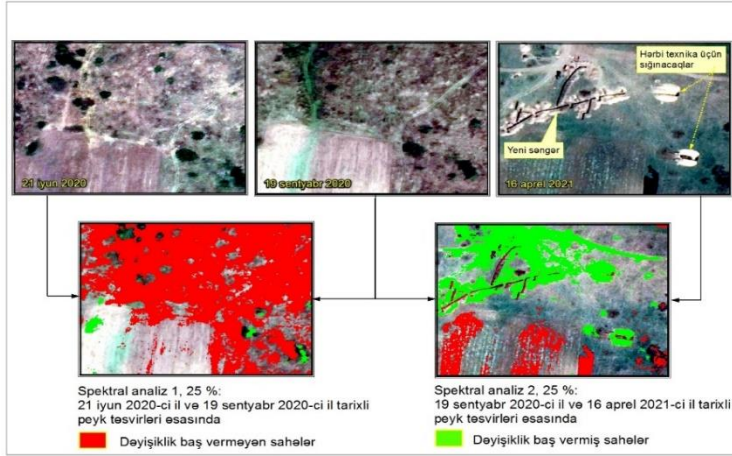 Hərbi texnika üçün
sığınacaqlar
Yeni səngər
21 iyun 2020
19 sentyabr 2020
16 aprel 2021
Spektral analiz 1, 25 %:
21 iyun 2020-ci il və 19 sentyabr 2020-ci il tarixli
peyk təsvirləri əsasında
Dəyişiklik baş verməyən sahələr
Spektral analiz 2, 25 %:
19 sentyabr 2020-ci il və 16 aprel 2021-ci il tarixli
peyk təsvirləri əsasında
Dəyişiklik baş vermiş sahələr